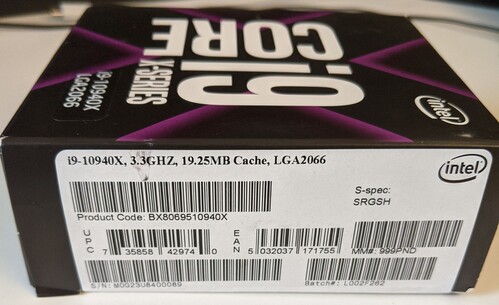 i9
CORE
X-SERIES
i9-10940X
LGA2066
intel
i9-10940X, 3.3GHZ, 19.25MB Cache, LGA2066
intel
S-spec:
SRGSH
Product Code: BX8069510940X
UPC 7 35858 42974 0
EAN 5 032037 171755
MM#: 999PND
S/N: M0023U8400089
Batch#: L002F262